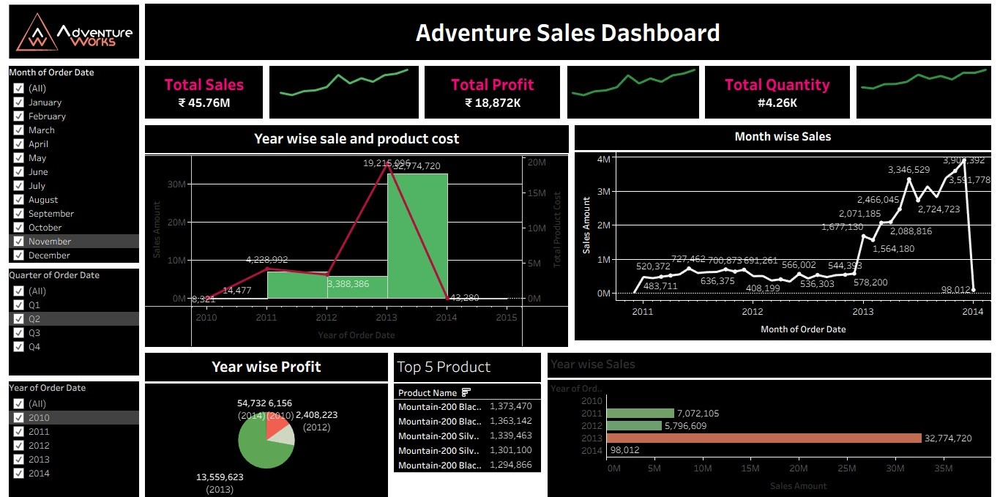 Adventure Works
Adventure Sales Dashboard
Month of Order Date
(All)
January
February
March
April
May
June
July
August
September
October
November
December
Quarter of Order Date
(All)
Q1
Q2
Q3
Q4
Year of Order Date
(All)
2010
2011
2012
2013
2014
Total Sales
₹ 45.76M
Total Profit
₹ 18,872K
Total Quantity
#4.26K
Year wise sale and product cost
Sales Amount
30M
20M
10M
0M
8,321
14,477
4,228,992
3,388,386
19,215,096
32,774,720
43,280
20M
15M
10M
5M
0M
Total Product Cost
2010 2011 2012 2013 2014 2015
Year of Order Date
Month wise Sales
Sales Amount
4M
3M
2M
1M
0M
520,372
483,711
727,462
636,375
700,873
691,261
408,199
566,002
536,303
544,393
578,200
1,677,130
1,564,180
2,071,185
2,088,816
2,466,045
3,346,529
2,724,723
3,591,778
98,012
2011 2012 2013 2014
Month of Order Date
Year wise Profit
54,732
(2014)
6,156
(2010)
2,408,223
(2012)
13,559,623
(2013)
Top 5 Product
Product Name
Mountain-200 Blac.. 1,373,470
Mountain-200 Blac.. 1,363,142
Mountain-200 Silv.. 1,339,463
Mountain-200 Silv.. 1,301,100
Mountain-200 Blac.. 1,294,866
Year wise Sales
Year of Ord..
2010
2011 7,072,105
2012 5,796,609
2013 32,774,720
2014 98,012
0M 5M 10M 15M 20M 25M 30M 35M
Sales Amount